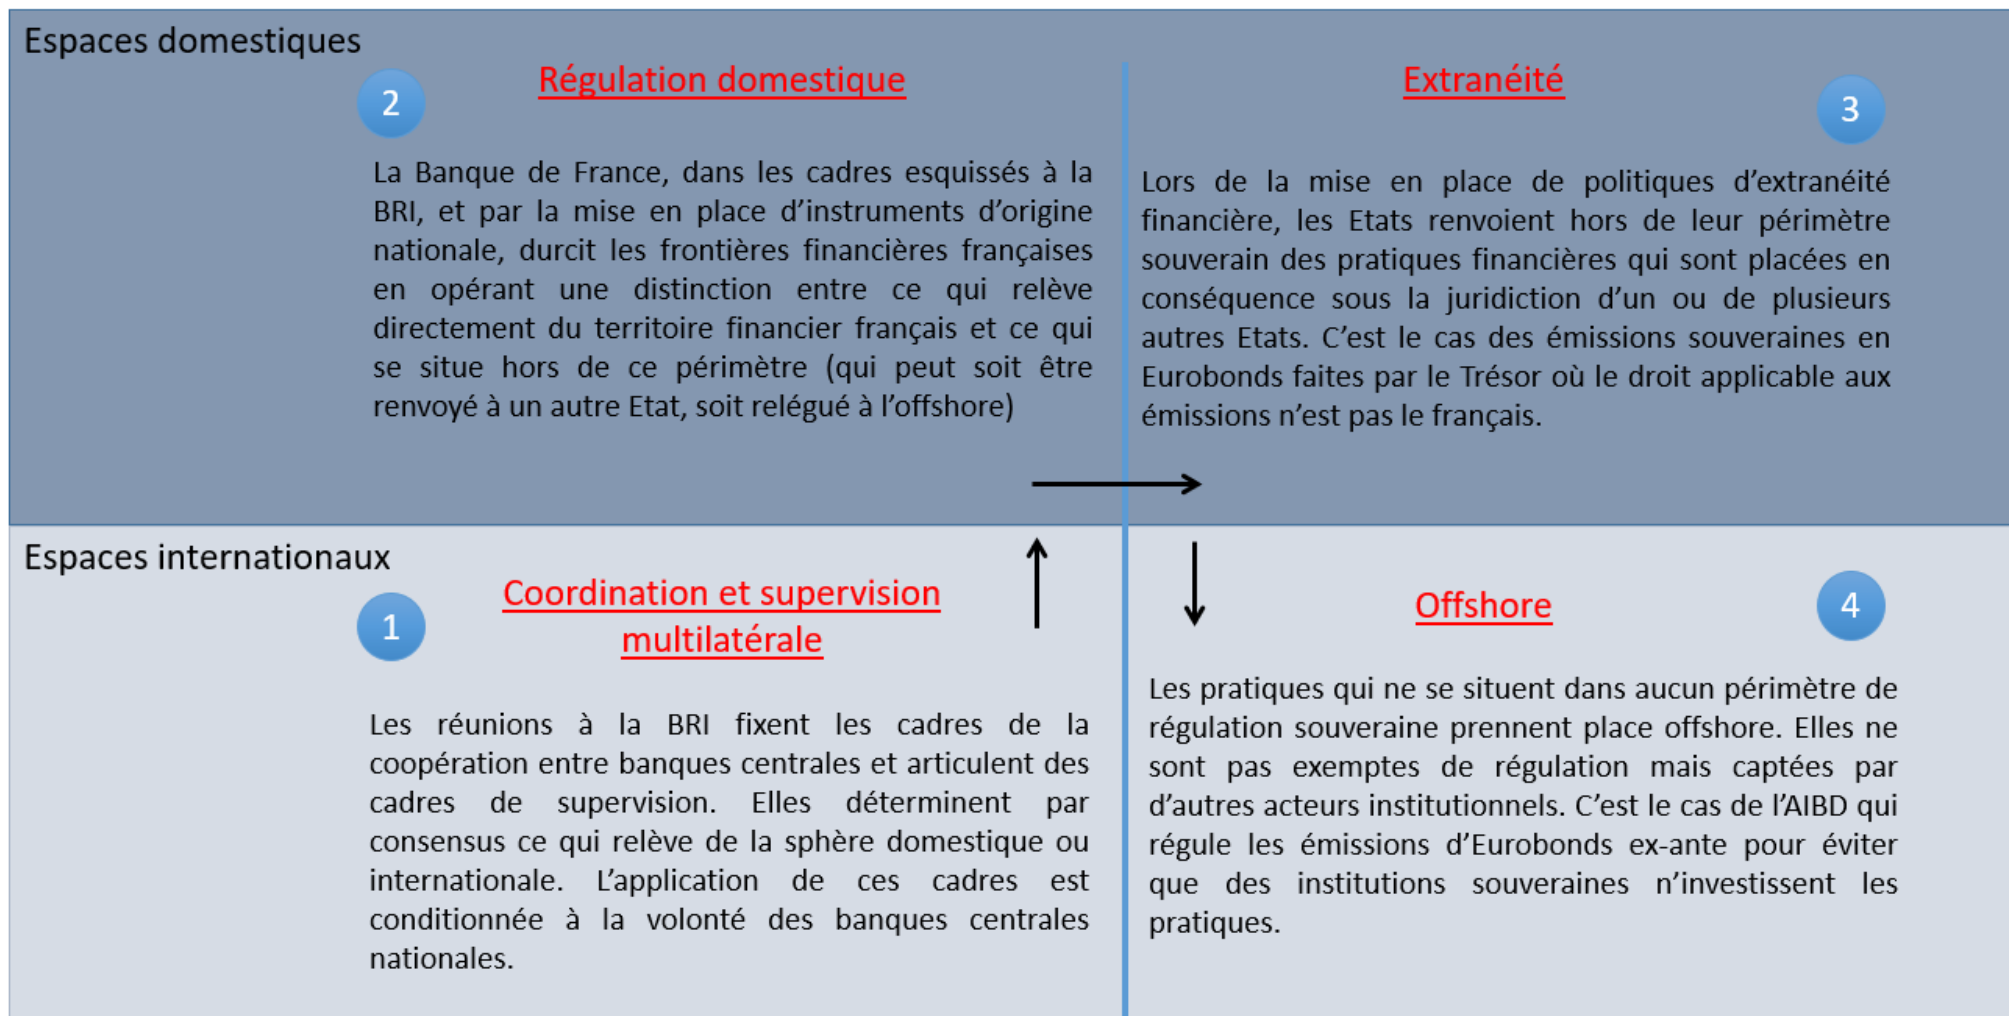 Espaces domestiques
2
Régulation domestique
La Banque de France, dans les cadres esquissés à la
BRI, et par la mise en place d'instruments d'origine
nationale, durcit les frontières financières françaises
en opérant une distinction entre ce qui relève
directement du territoire financier français et ce qui
se situe hors de ce périmètre (qui peut soit être
renvoyé à un autre Etat, soit relégué à l'offshore)
Extranéité
3
Lors de la mise en place de politiques d'extranéité
financière, les Etats renvoient hors de leur périmètre
souverain des pratiques financières qui sont placées en
conséquence sous la juridiction d'un ou de plusieurs
autres Etats. C'est le cas des émissions souveraines en
Eurobonds faites par le Trésor où le droit applicable aux
émissions n'est pas le français.
Espaces internationaux
1
Coordination et supervision
multilatérale
Les réunions à la BRI fixent les cadres de la
coopération entre banques centrales et articulent des
cadres de supervision. Elles déterminent par
consensus ce qui relève de la sphère domestique ou
internationale. L'application de ces cadres est
conditionnée à la volonté des banques centrales
nationales.
Offshore
4
Les pratiques qui ne se situent dans aucun périmètre de
régulation souveraine prennent place offshore. Elles ne
sont pas exemptes de régulation mais captées par
d'autres acteurs institutionnels. C'est le cas de l'AIBD qui
régule les émissions d'Eurobonds ex-ante pour éviter
que des institutions souveraines n'investissent les
pratiques.